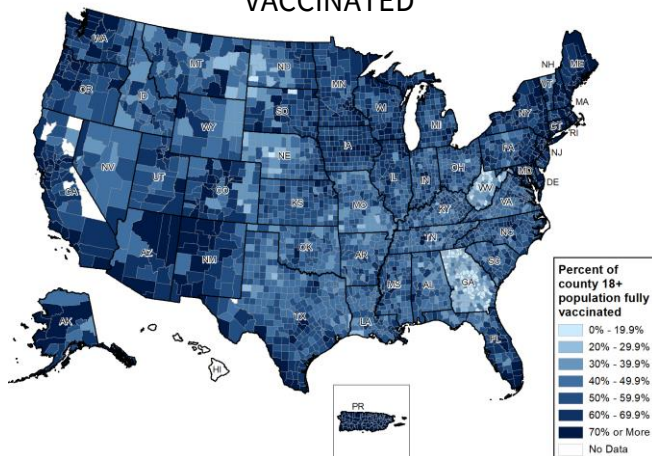 VACCINATED
WA
MT
ND
MN
OR
ID
SD
WI
MI
NH
VT
ME
NY
MA
CT
RI
WY
IA
NE
NV
UT
CO
CA
IL
IN
OH
PA
NJ
MD
DE
WV
VA
KS
MO
KY
NC
TN
AZ
NM
OK
AR
SC
MS
AL
GA
TX
LA
FL
AK
HI
PR
Percent of
county 18+
population fully
vaccinated
0% - 19.9%
20% - 29.9%
30% - 39.9%
40% - 49.9%
50% - 59.9%
60% - 69.9%
70% or More
No Data